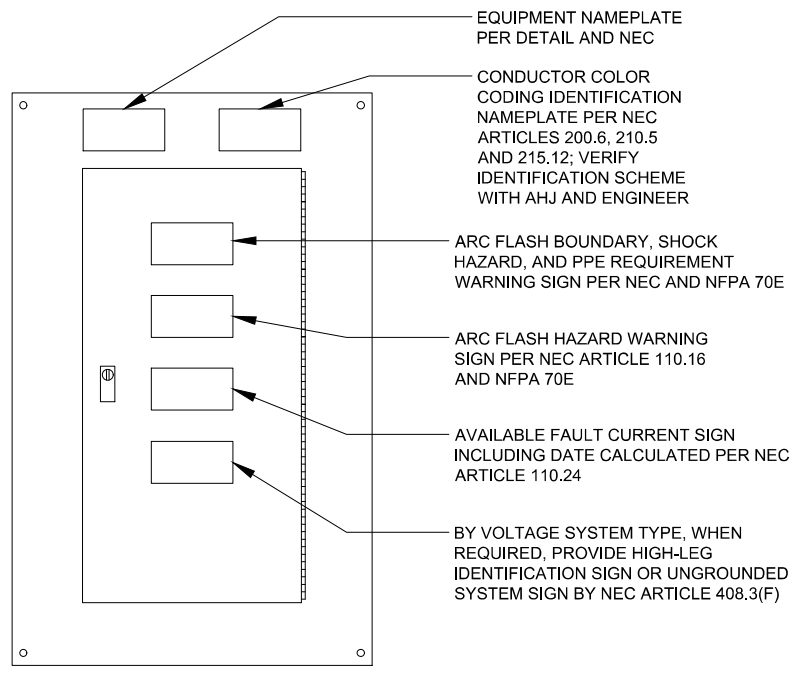 EQUIPMENT NAMEPLATE
PER DETAIL AND NEC
CONDUCTOR COLOR
CODING IDENTIFICATION
NAMEPLATE PER NEC
ARTICLES 200.6, 210.5
AND 215.12; VERIFY
IDENTIFICATION SCHEME
WITH AHJ AND ENGINEER
ARC FLASH BOUNDARY, SHOCK
HAZARD, AND PPE REQUIREMENT
WARNING SIGN PER NEC AND NFPA 70E
ARC FLASH HAZARD WARNING
SIGN PER NEC ARTICLE 110.16
AND NFPA 70E
AVAILABLE FAULT CURRENT SIGN
INCLUDING DATE CALCULATED PER NEC
ARTICLE 110.24
BY VOLTAGE SYSTEM TYPE, WHEN
REQUIRED, PROVIDE HIGH-LEG
IDENTIFICATION SIGN OR UNGROUNDED
SYSTEM SIGN BY NEC ARTICLE 408.3(F)